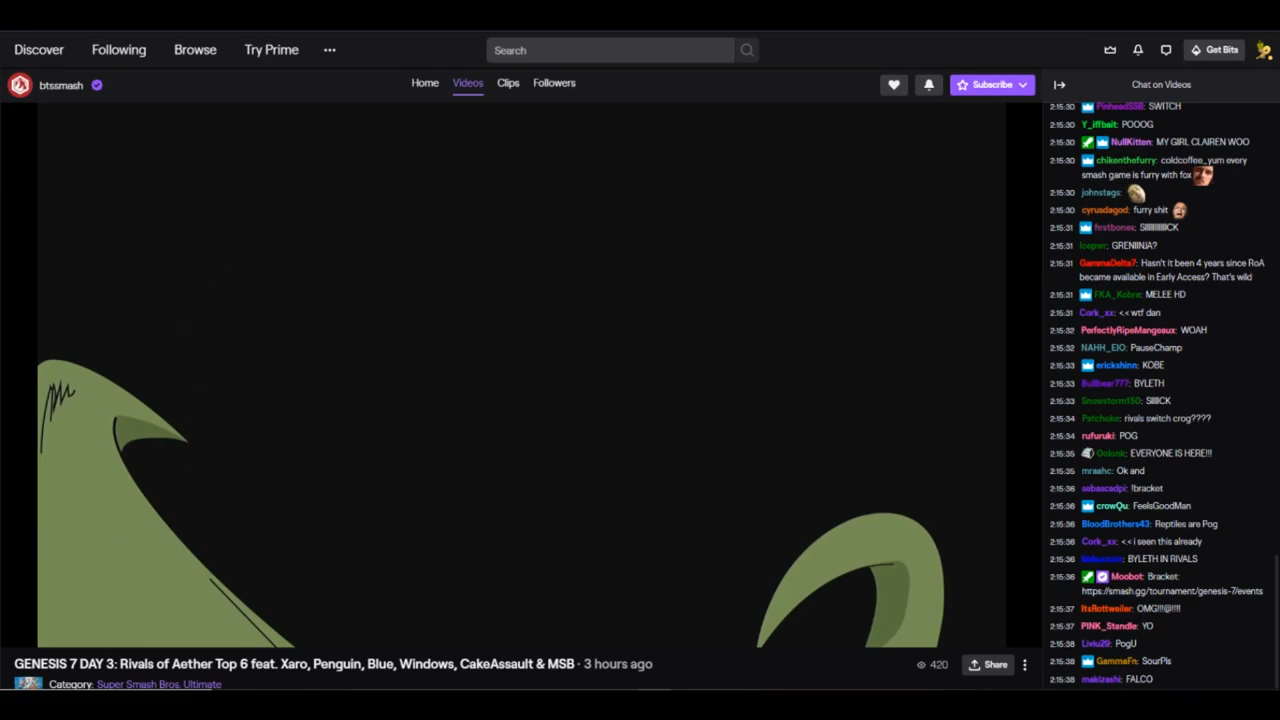 Discover Following Browse Try Prime
Search
Get Bits
btssmash
Home Videos Clips Followers
Subscribe
Chat on Videos
2:15:30 PinheadSSB: SWITCH
2:15:30 Y_iffbait: POOOG
2:15:30 NullKitten: MY GIRL CLAIREN WOO
2:15:30 chikenthefurry: coldcoffee_yum every
smash game is furry with fox
2:15:30 johnstags:
2:15:30 cyrusdagod: furry shit
2:15:31 firstbones: SIIIIIIIIIIICK
2:15:31 Icepwr: GRENIINJA?
2:15:31 GammaDelta7: Hasn't it been 4 years since RoA
became available in Early Access? That's wild
2:15:31 FKA_Kobra: MELEE HD
2:15:31 Cork_xx: << wtf dan
2:15:32 PerfectlyRipeMangeaux: WOAH
2:15:32 NAHH_EIO: PauseChamp
2:15:33 erickshinn: KOBE
2:15:33 Bullbear777: BYLETH
2:15:33 Snowstorm150: SIIIICK
2:15:34 Patchoke: rivals switch crog????
2:15:34 rufuruki: POG
2:15:35 Oolonk: EVERYONE IS HERE!!!
2:15:35 mraahc: Ok and
2:15:36 sebascadpi: !bracket
2:15:36 crowQu: FeelsGoodMan
2:15:36 BloodBrothers43: Reptiles are Pog
2:15:36 Cork_xx: << i seen this already
2:15:36 BYLETH IN RIVALS
2:15:36 Moobot: Bracket:
https://smash.gg/tournament/genesis-7/events
2:15:37 ItsRottweiler: OMG!!!@!!!!
2:15:37 PINK_Standle: YO
2:15:38 Liviu29: PogU
2:15:38 GammaFn: SourPls
2:15:38 makizashi: FALCO
GENESIS 7 DAY 3: Rivals of Aether Top 6 feat. Xaro, Penguin, Blue, Windows, CakeAssault & MSB · 3 hours ago
420
Share
Category: Super Smash Bros. Ultimate